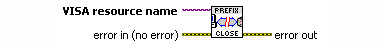 VISA resource name
PREFIX
error in (no error)
CLOSE
error out